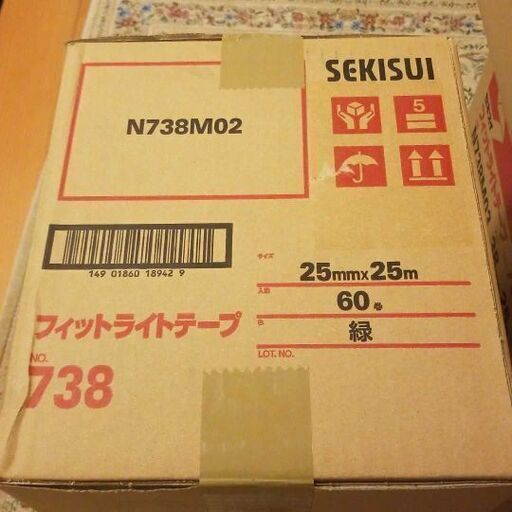 SEKISUI
N738M02
5
149 01860 18942 9
サイズ
25mm×25m
入数
60巻
フィットライトテープ
色
緑
NO.
738
LOT. NO.